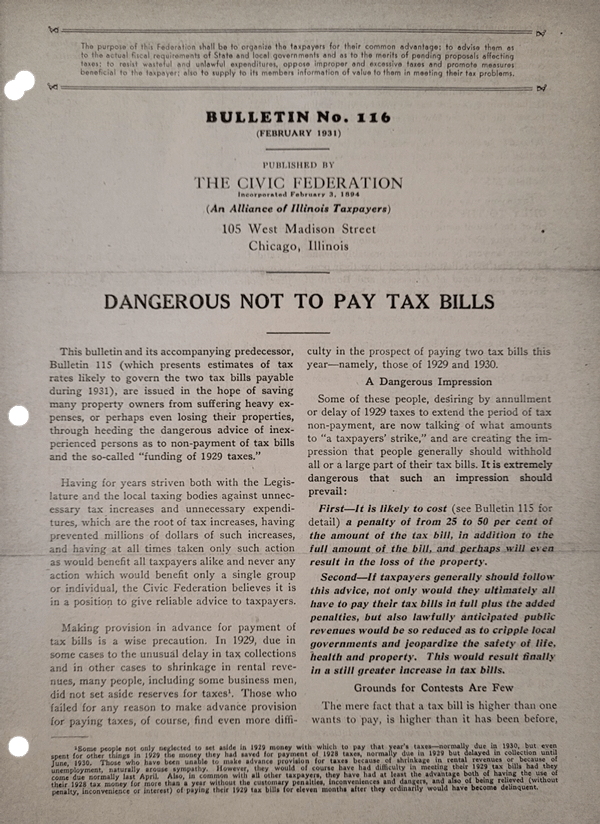 The purpose of this Federation shall be to organize the taxpayers for their common advantage; to advise them as
to the actual fiscal requirements of State and local governments and as to the merits of pending proposals affecting
taxes; to resist wasteful and unlawful expenditures, oppose improper and excessive taxes and promote measures
beneficial to the taxpayer; also to supply to its members information of value to them in meeting their tax problems.
BULLETIN No. 116
(FEBRUARY 1931)
PUBLISHED BY
THE CIVIC FEDERATION
Incorporated February 3, 1894
(An Alliance of Illinois Taxpayers)
105 West Madison Street
Chicago, Illinois
DANGEROUS NOT TO PAY TAX BILLS
This bulletin and its accompanying predecessor,
Bulletin 115 (which presents estimates of tax
rates likely to govern the two tax bills payable
during 1931), are issued in the hope of saving
many property owners from suffering heavy ex-
penses, or perhaps even losing their properties,
through heeding the dangerous advice of inex-
perienced persons as to non-payment of tax bills
and the so-called "funding of 1929 taxes."
Having for years striven both with the Legis-
lature and the local taxing bodies against unnec-
essary tax increases and unnecessary expendi-
tures, which are the root of tax increases, having
prevented millions of dollars of such increases,
and having at all times taken only such action
as would benefit all taxpayers alike and never any
action which would benefit only a single group
or individual, the Civic Federation believes it is
in a position to give reliable advice to taxpayers.
Making provision in advance for payment of
tax bills is a wise precaution. In 1929, due in
some cases to the unusual delay in tax collections
and in other cases to shrinkage in rental reve-
nues, many people, including some business men,
did not set aside reserves for taxes¹. Those who
failed for any reason to make advance provision
for paying taxes, of course, find even more diffi-
culty in the prospect of paying two tax bills this
year—namely, those of 1929 and 1930.
A Dangerous Impression
Some of these people, desiring by annullment
or delay of 1929 taxes to extend the period of tax
non-payment, are now talking of what amounts
to "a taxpayers' strike," and are creating the im-
pression that people generally should withhold
all or a large part of their tax bills. It is extremely
dangerous that such an impression should
prevail:
First—It is likely to cost (see Bulletin 115 for
detail) a penalty of from 25 to 50 per cent of
the amount of the tax bill, in addition to the
full amount of the bill, and perhaps will even
result in the loss of the property.
Second—If taxpayers generally should follow
this advice, not only would they ultimately all
have to pay their tax bills in full plus the added
penalties, but also lawfully anticipated public
revenues would be so reduced as to cripple local
governments and jeopardize the safety of life,
health and property. This would result finally
in a still greater increase in tax bills.
Grounds for Contests Are Few
The mere fact that a tax bill is higher than one
wants to pay, is higher than it has been before,
¹Some people not only neglected to set aside in 1929 money with which to pay that year's taxes—normally due in 1930, but even
spent for other things in 1929 the money they had saved for payment of 1928 taxes, normally due in 1929 but delayed in collection until
June, 1930. Those who have been unable to make advance provision for taxes because of shrinkage in rental revenues or because of
unemployment, naturally arouse sympathy. However, they would of course have had difficulty in meeting their 1929 tax bills had they
come due normally last April. Also, in common with all other taxpayers, they have had at least the advantage both of having the use of
their 1928 tax money for more than a year without the customary penalties, inconveniences and dangers, and also of being relieved (without
penalty, inconvenience or interest) of paying their 1929 tax bills for eleven months after they ordinarily would have become delinquent.